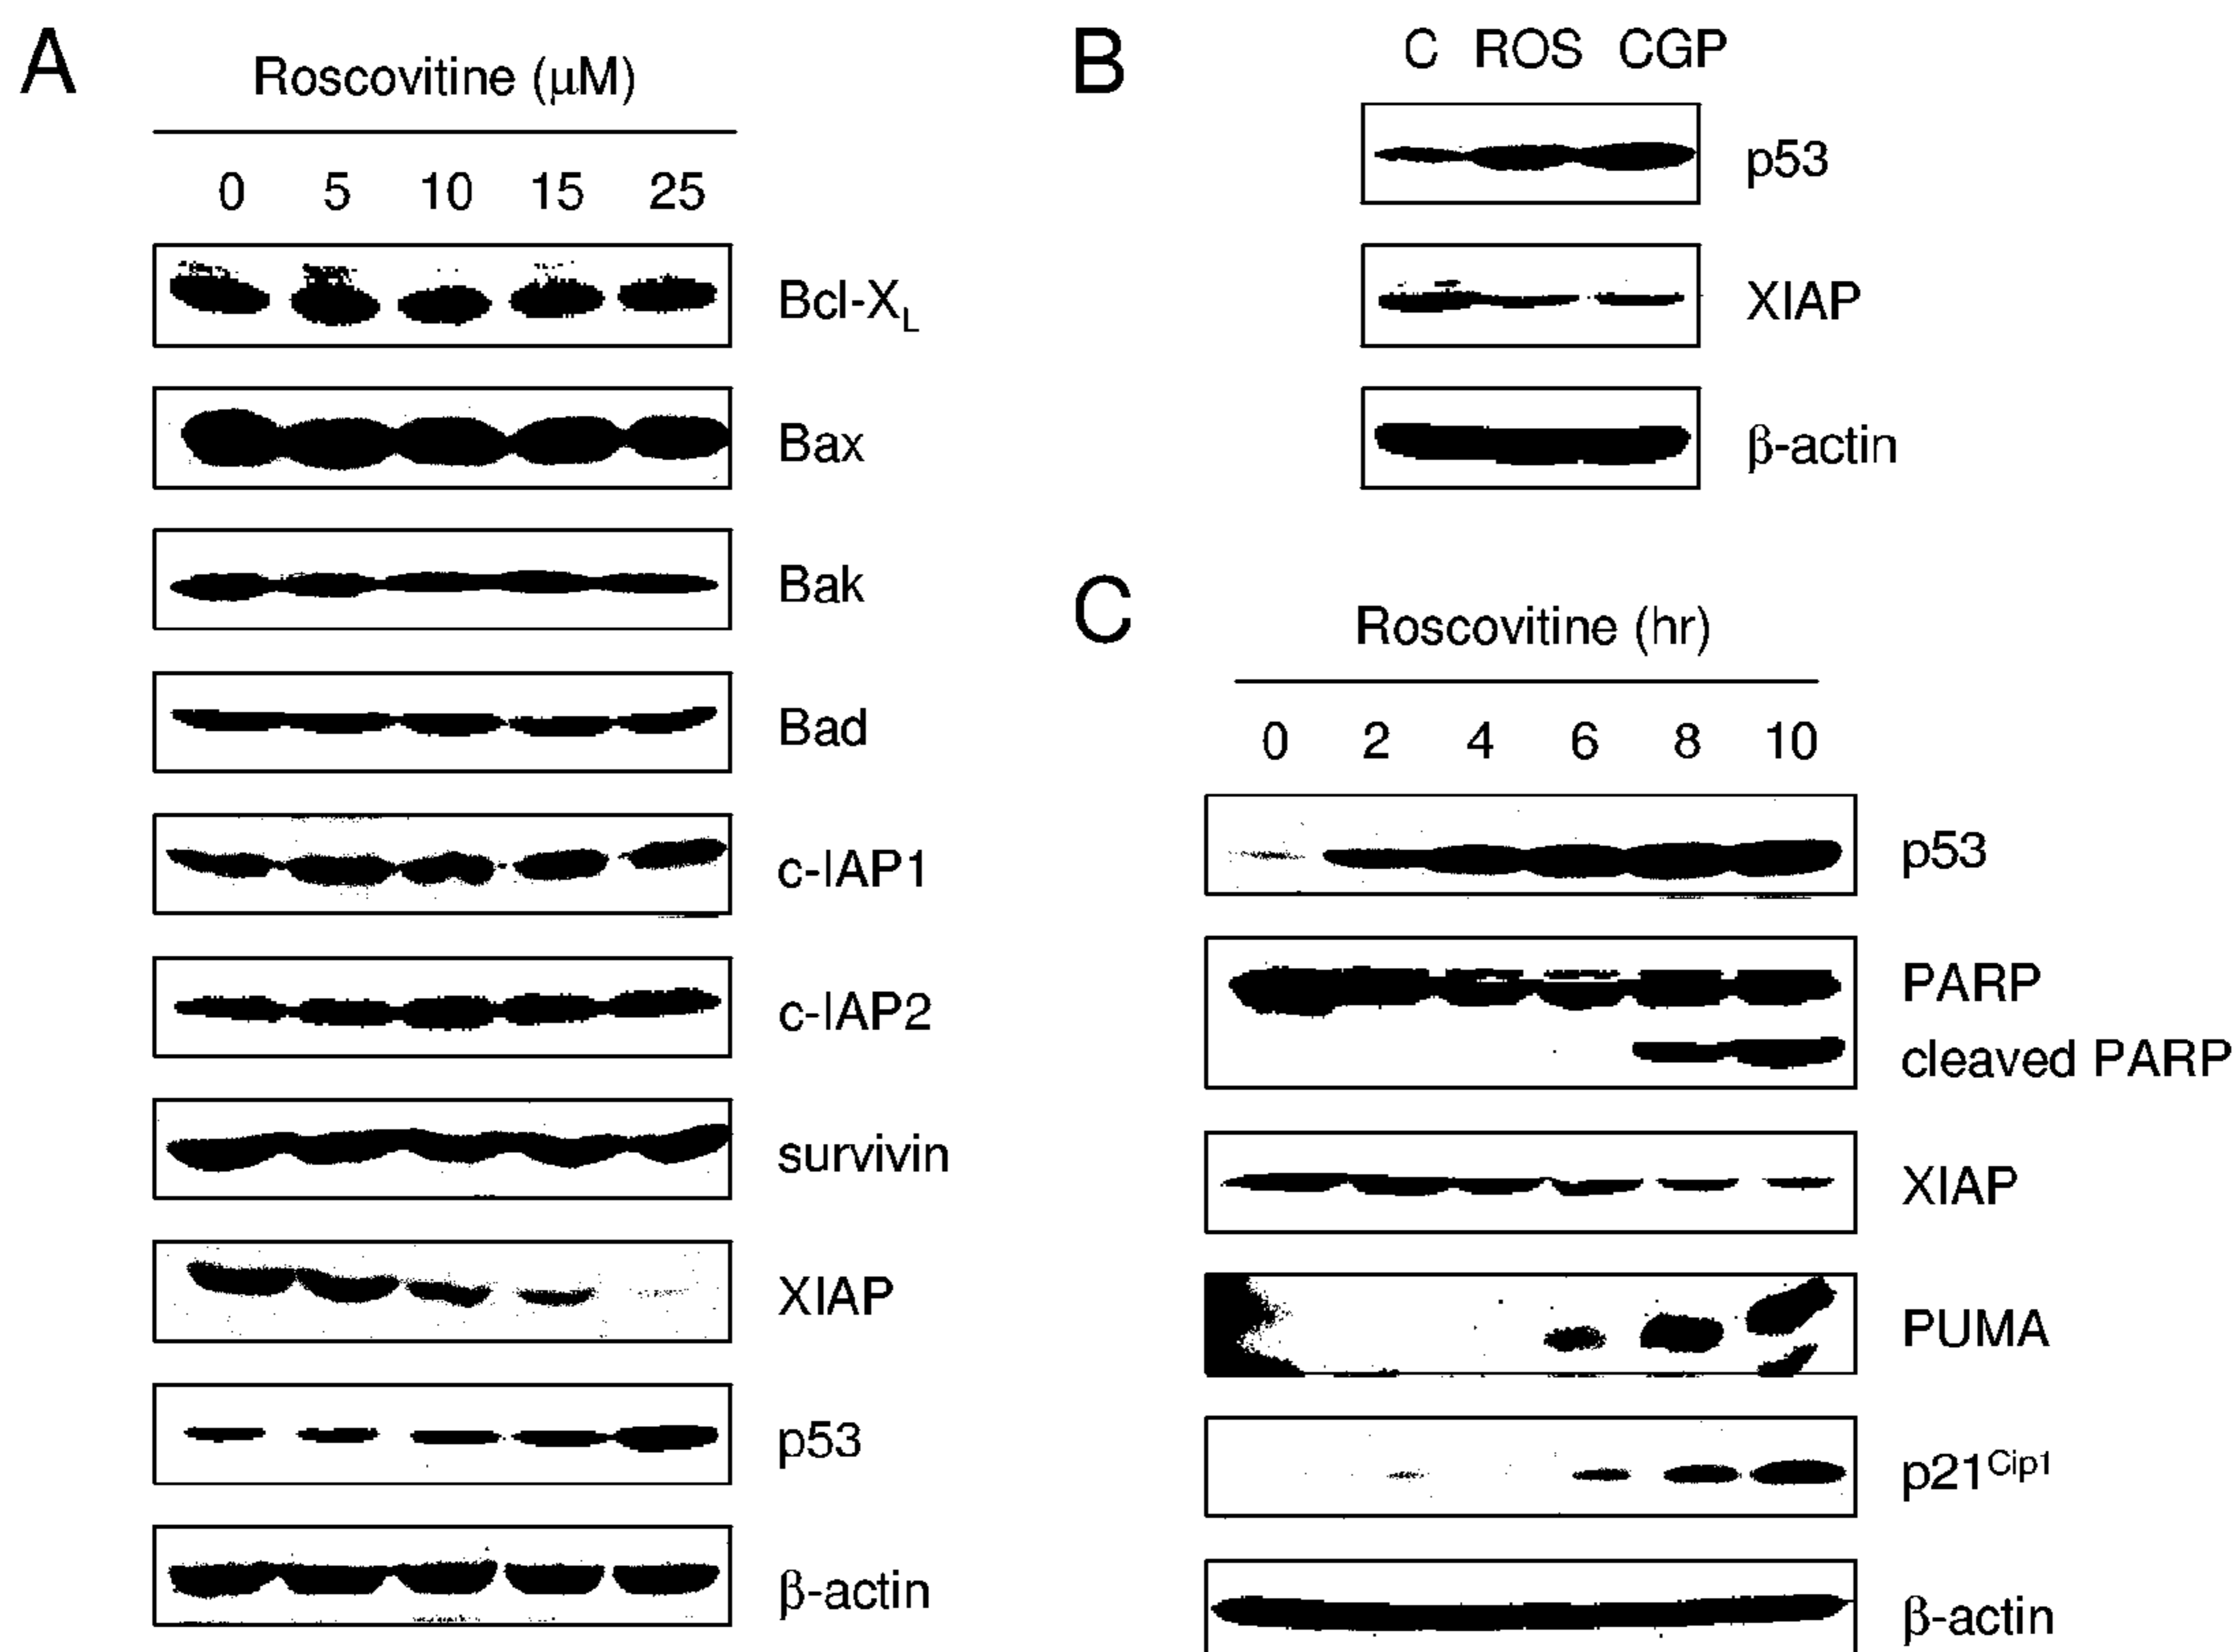 A
Roscovitine (μM)
0 5 10 15 25
Bcl-XL
Bax
Bak
Bad
c-IAP1
c-IAP2
survivin
XIAP
p53
β-actin
B
C ROS CGP
p53
XIAP
β-actin
C
Roscovitine (hr)
0 2 4 6 8 10
p53
PARP
cleaved PARP
XIAP
PUMA
p21Cip1
β-actin